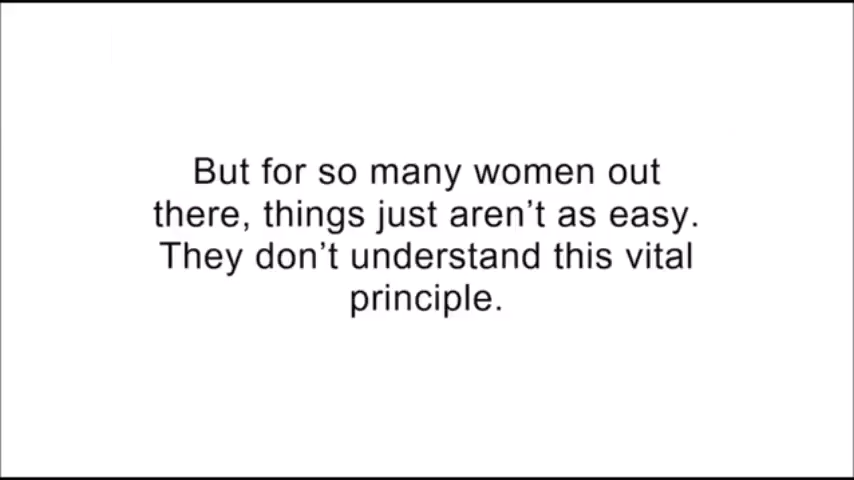 But for so many women out
there, things just aren’t as easy.
They don’t understand this vital
principle.